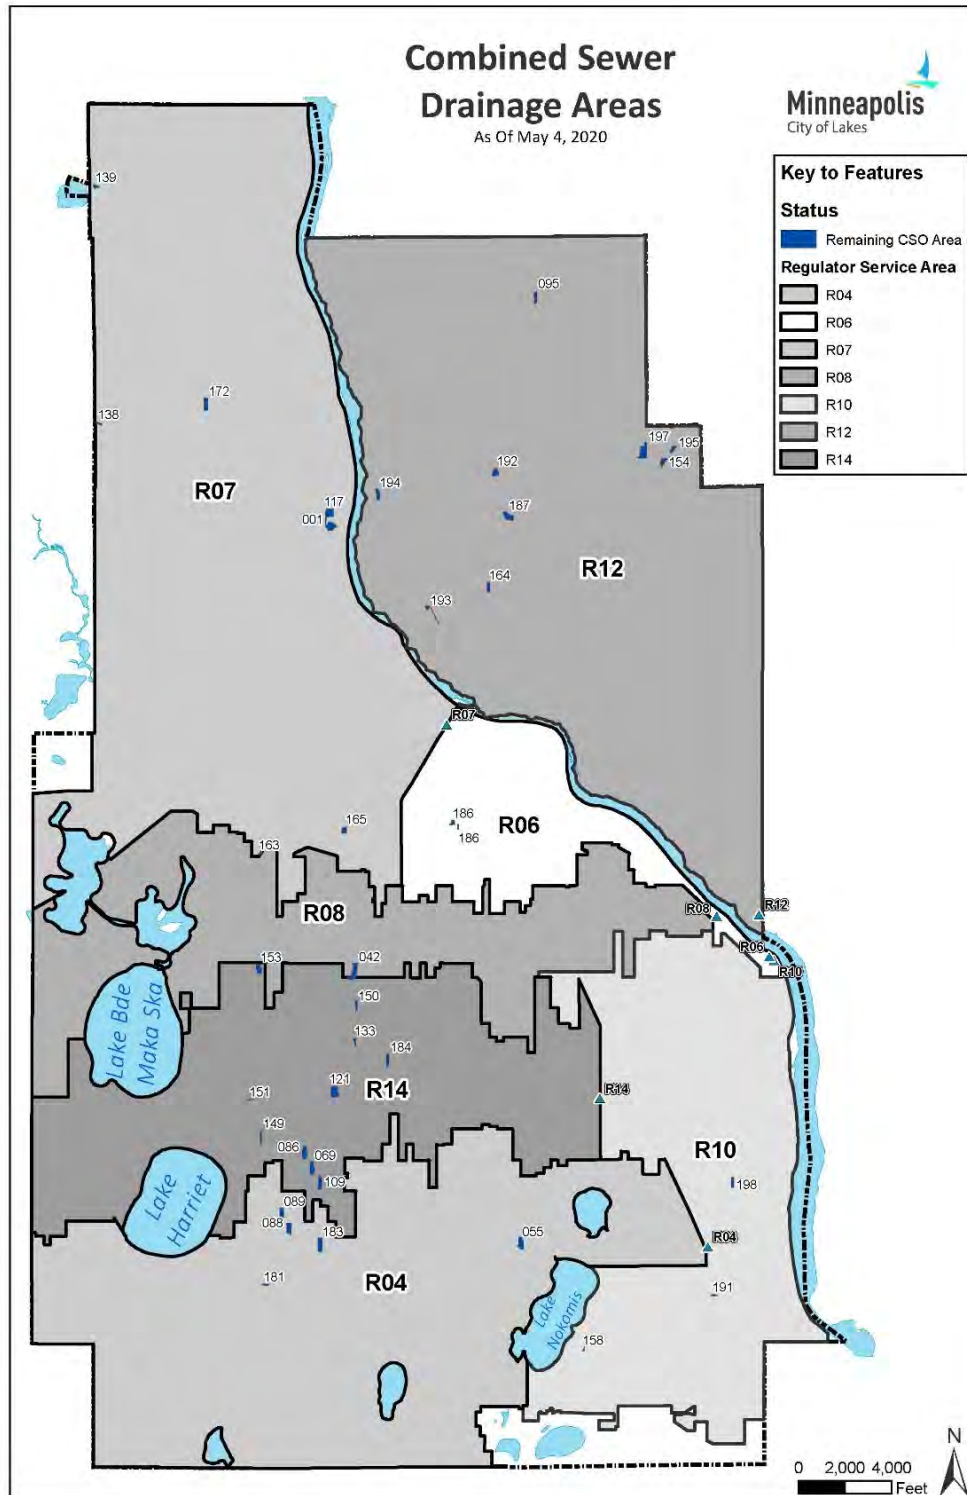 Combined Sewer
Drainage Areas
As Of May 4, 2020
Minneapolis
City of Lakes
Key to Features
Status
Remaining CSO Area
Regulator Service Area
R04
R06
R07
R08
R10
R12
R14
139
095
172
138
197
195
154
192
194
R07
117
187
001
R12
164
193
R07
186
165
R06
186
163
R08
R08
R12
R06
R10
153
042
Lake Bde
Maka Ska
150
133
184
121
R14
R14
151
149
086
069
R10
109
198
Lake
Harriet
089
088
183
055
R04
181
R04
191
Lake
Nokomis
158
N
0 2,000 4,000
Feet